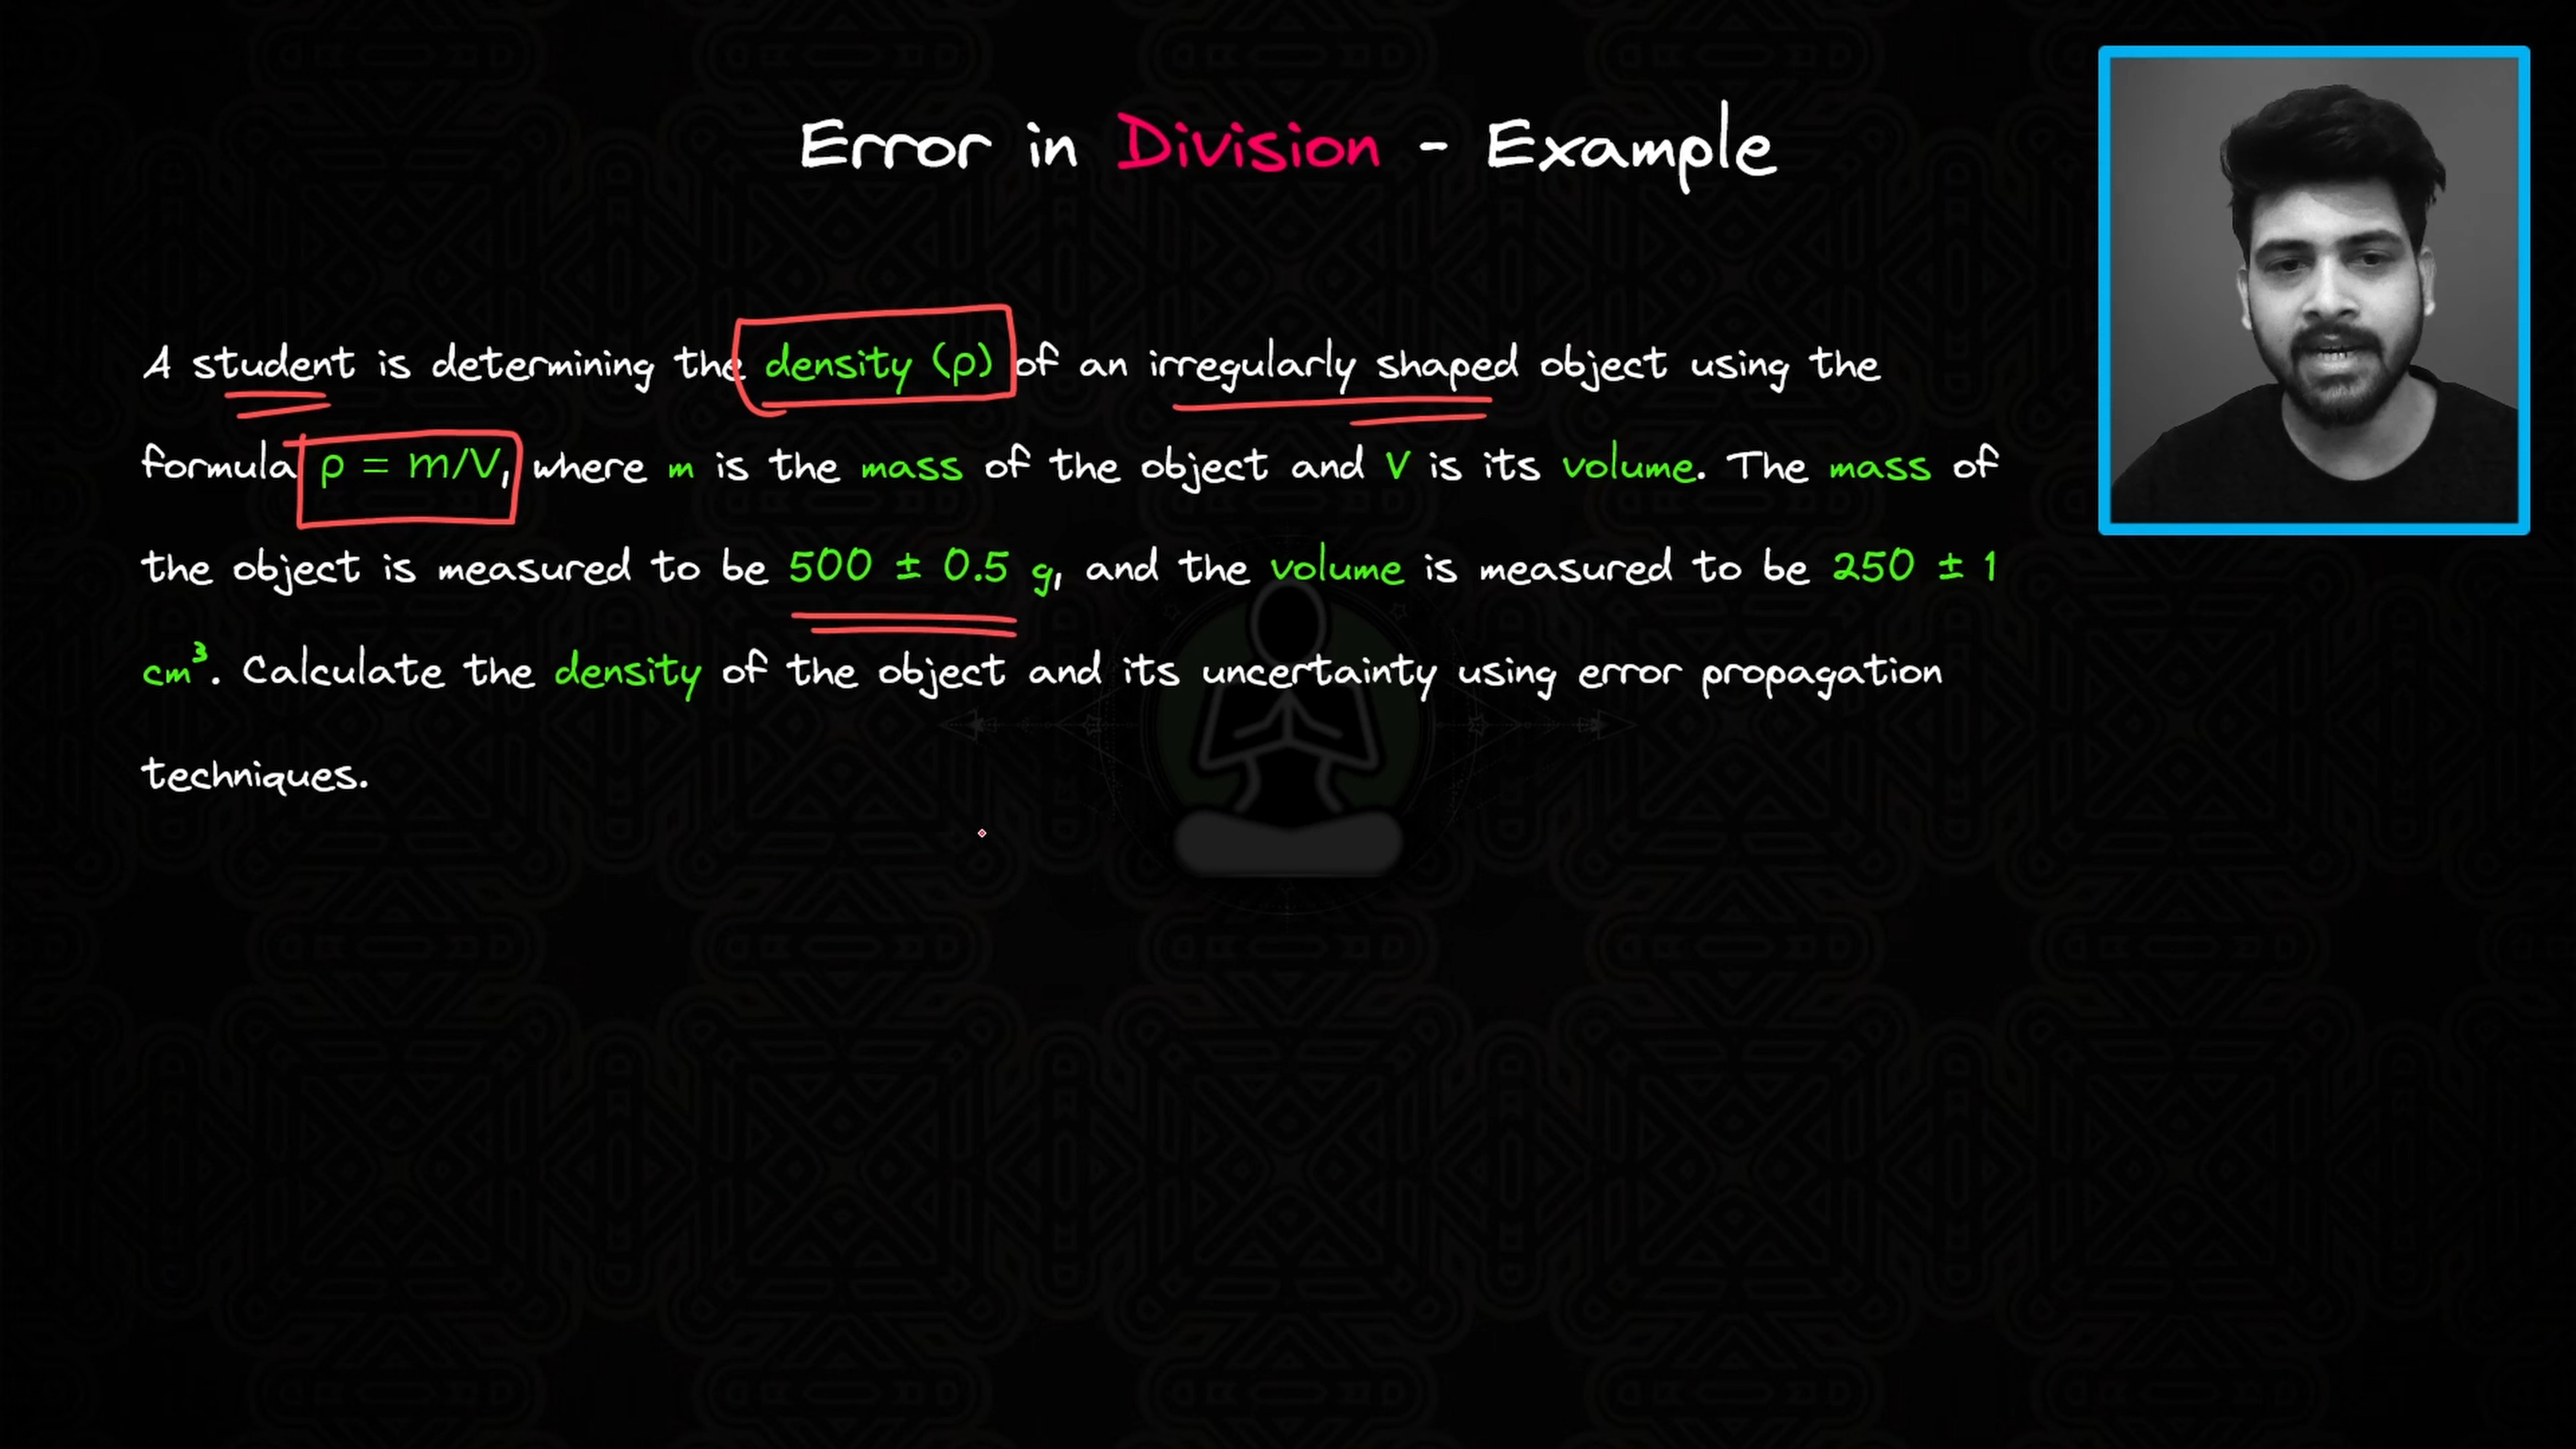 Error in Division - Example
A student is determining the density (ρ) of an irregularly shaped object using the
formula ρ = m/V, where m is the mass of the object and V is its volume. The mass of
the object is measured to be 500 ± 0.5 g, and the volume is measured to be 250 ± 1
cm³. Calculate the density of the object and its uncertainty using error propagation
techniques.